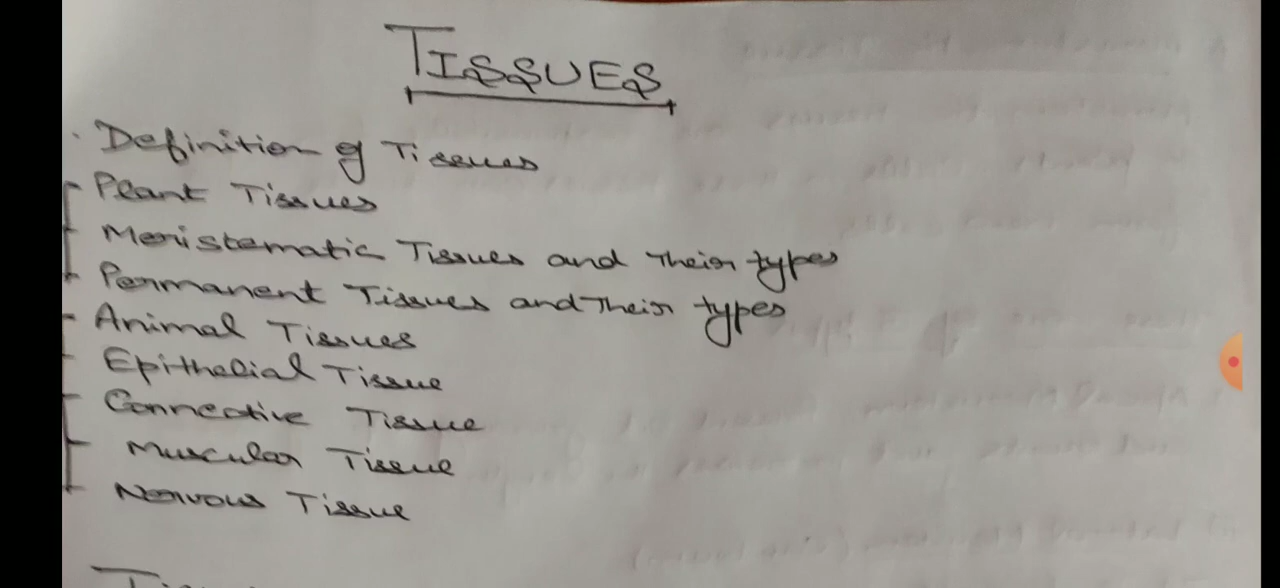 TISSUES
Definition of Tissues
Plant Tissues
Meristematic Tissues and Their types
Permanent Tissues and Their types
Animal Tissues
Epithelial Tissue
Connective Tissue
Muscular Tissue
Nervous Tissue